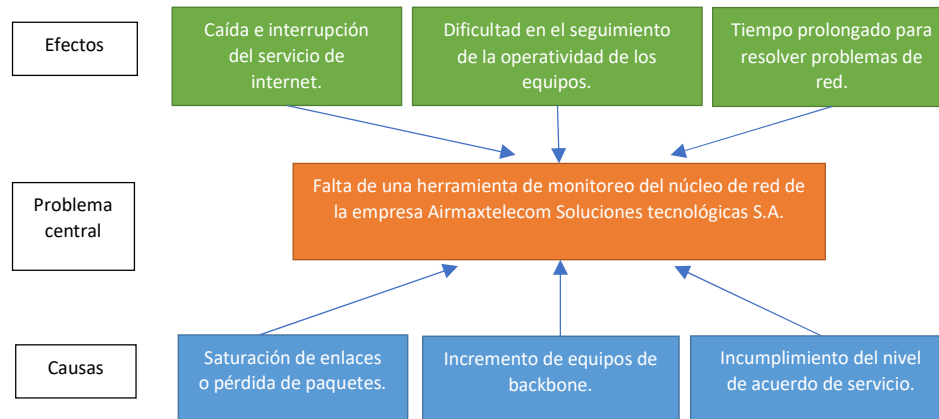 Efectos
Caída e interrupción
del servicio de
internet.
Dificultad en el seguimiento
de la operatividad de los
equipos.
Tiempo prolongado para
resolver problemas de
red.
Problema
central
Falta de una herramienta de monitoreo del núcleo de red de
la empresa Airmaxtelecom Soluciones tecnológicas S.A.
Causas
Saturación de enlaces
o pérdida de paquetes.
Incremento de equipos de
backbone.
Incumplimiento del nivel
de acuerdo de servicio.